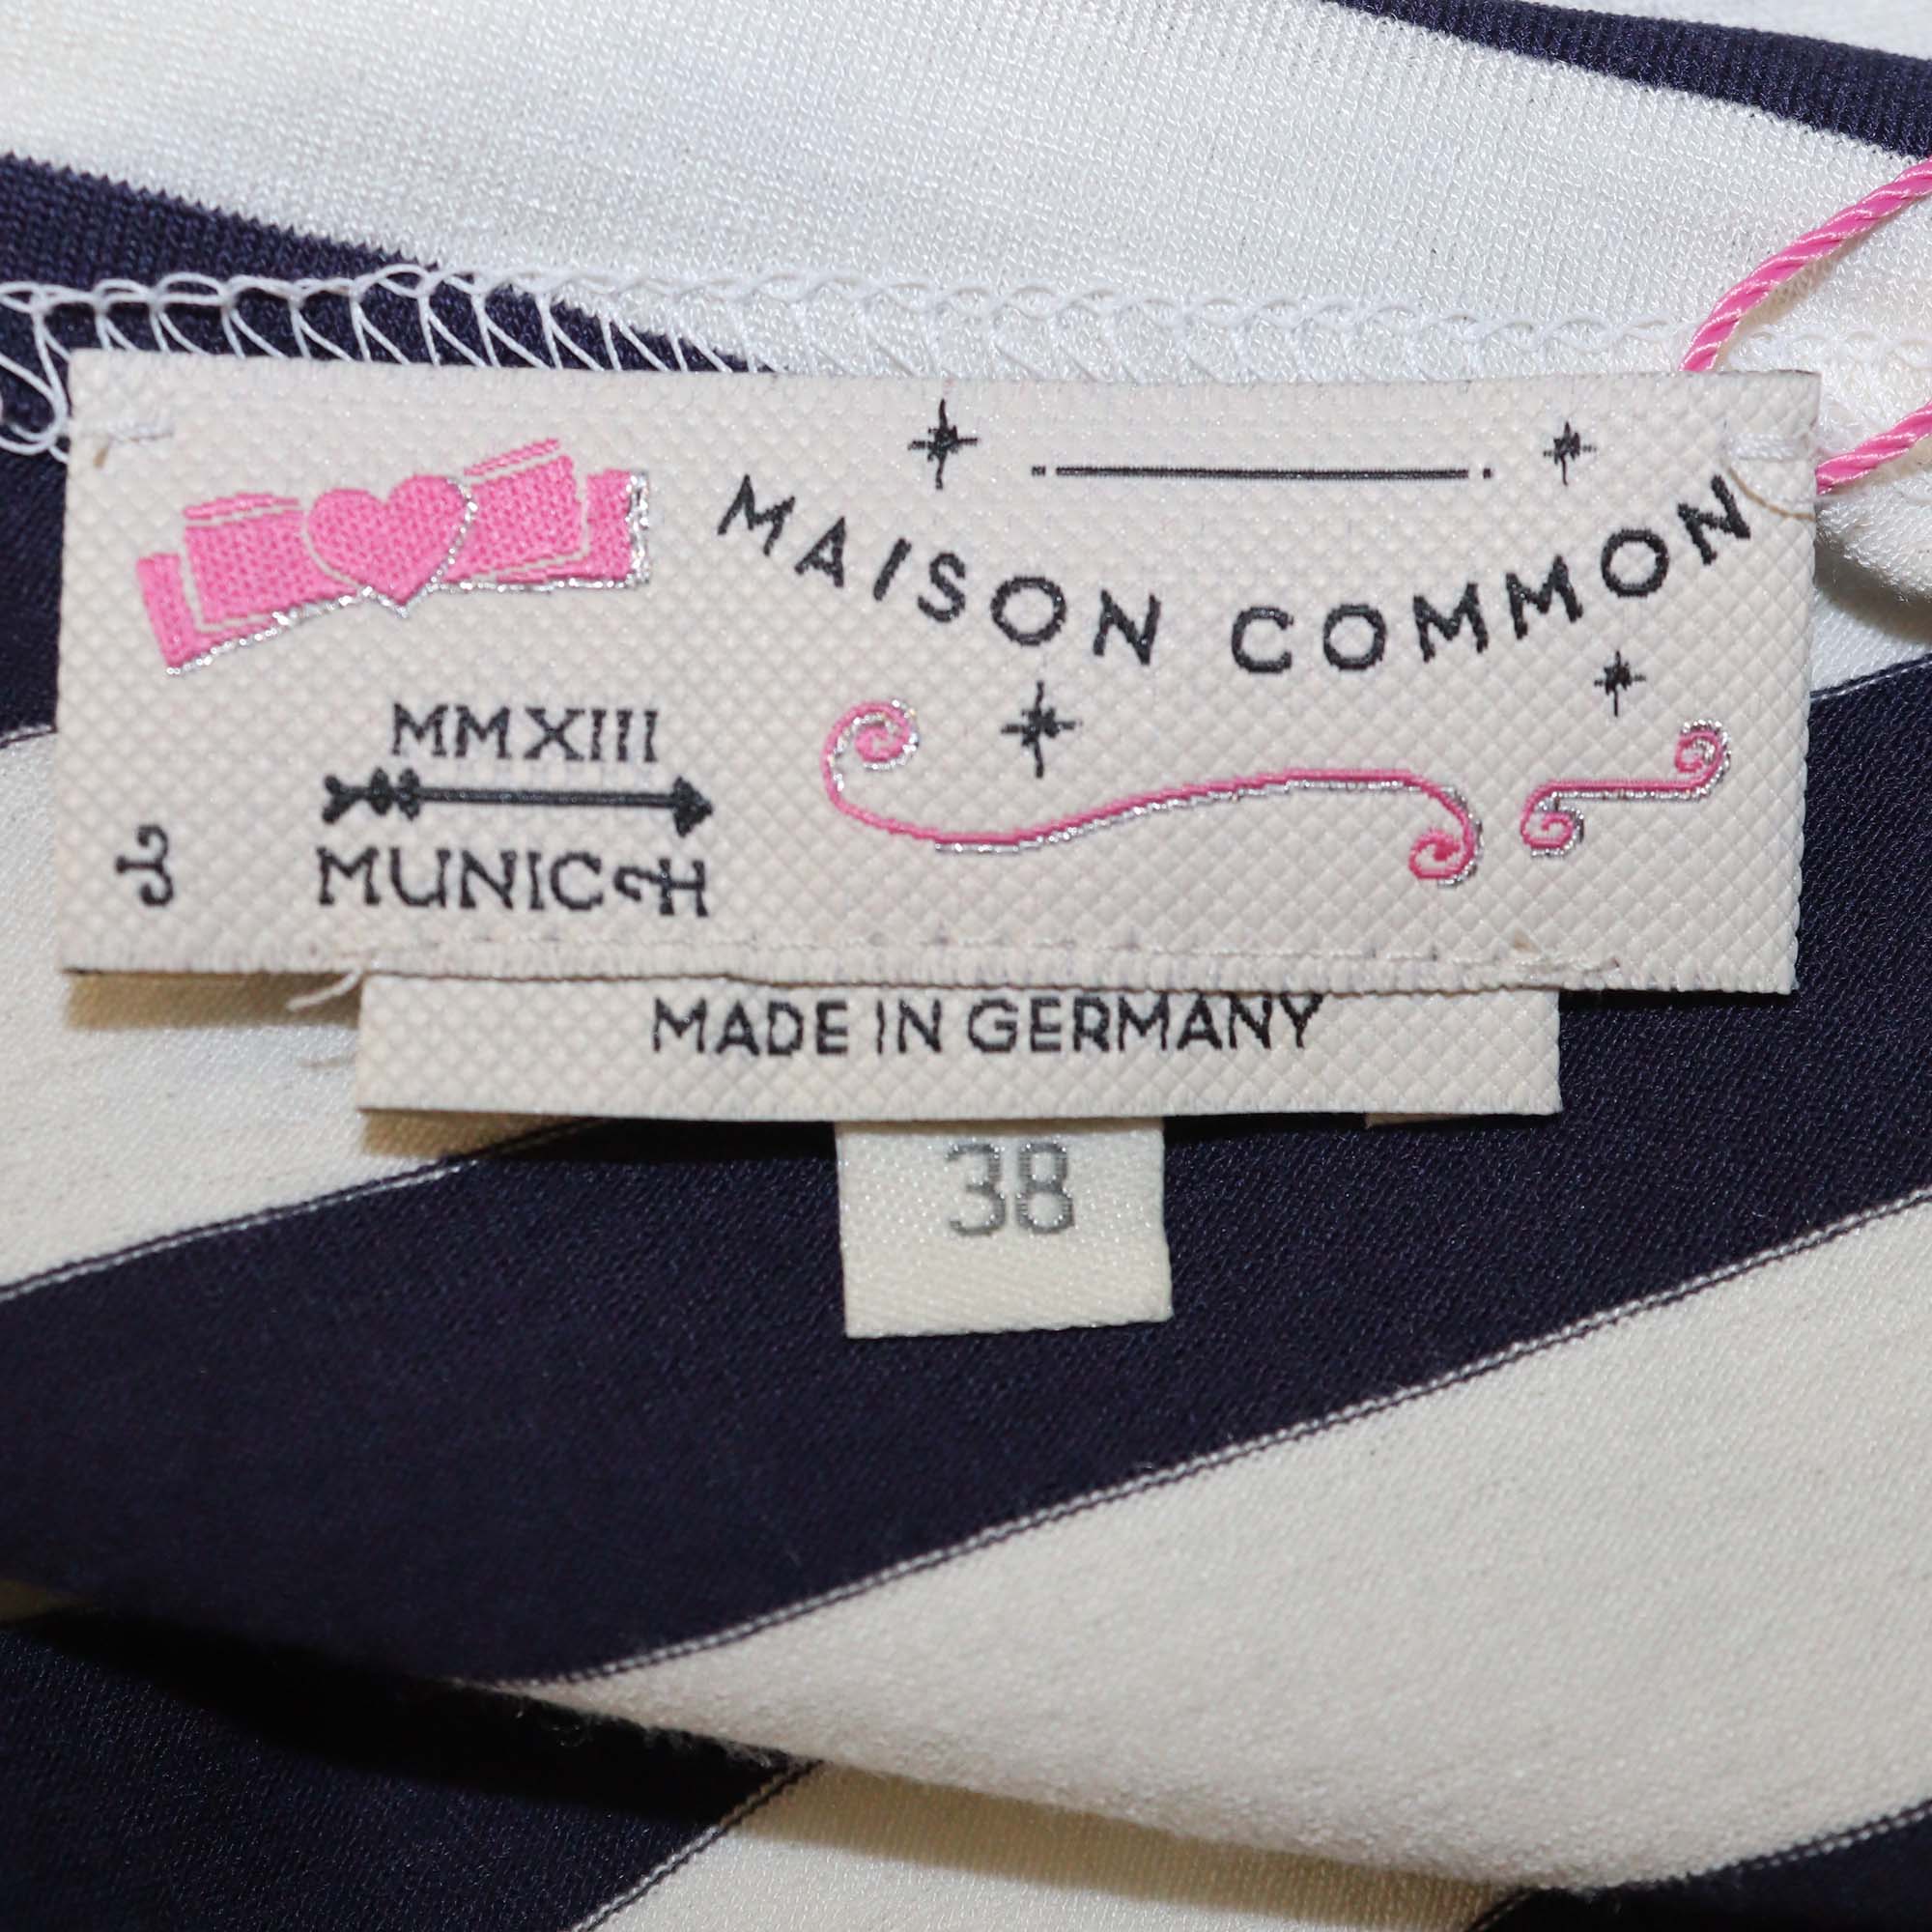 MAISON COMMON
MMXIII
MUNICH
MADE IN GERMANY
38